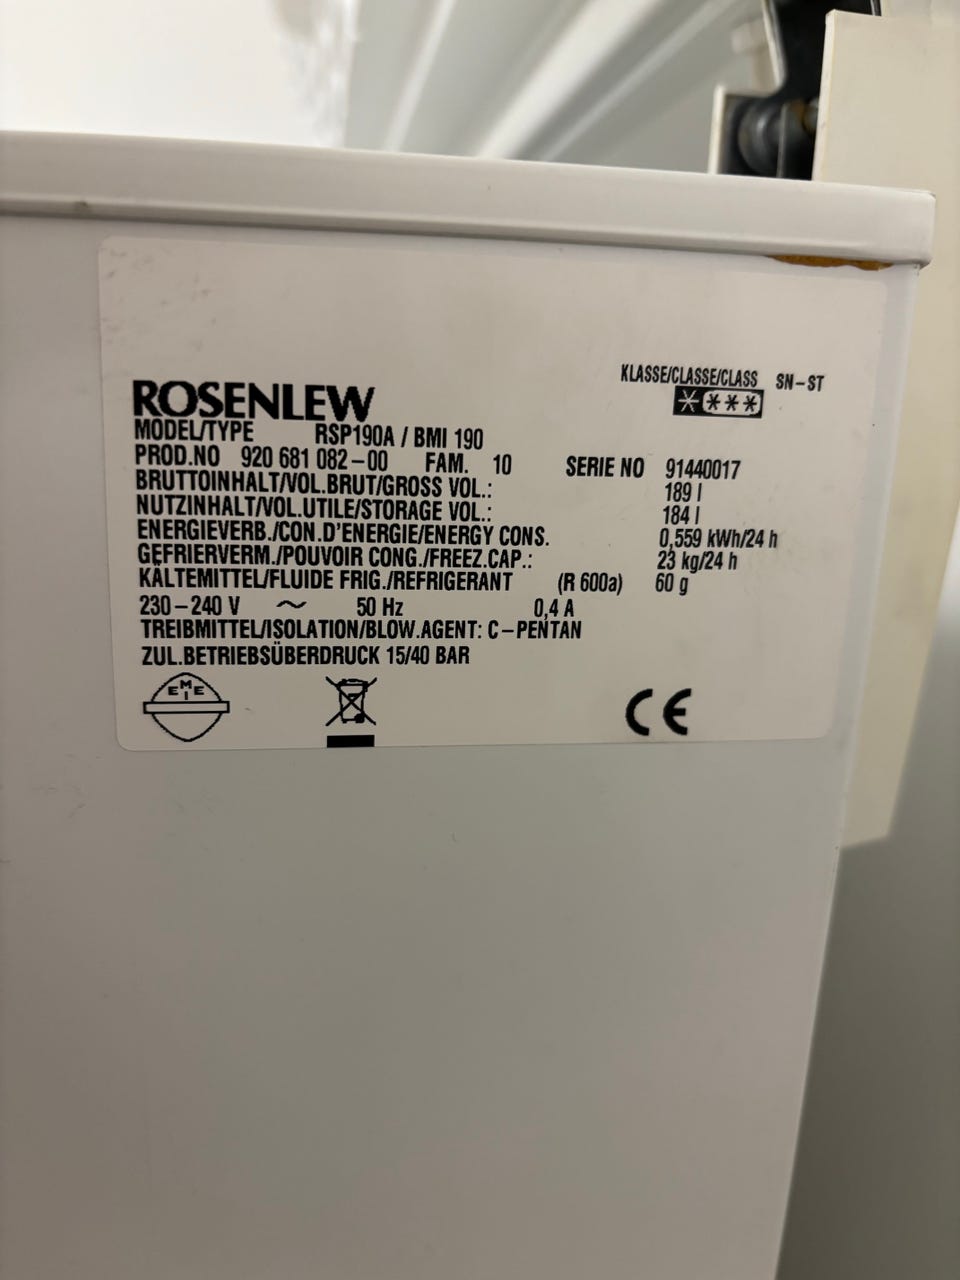 KLASSE/CLASSE/CLASS SN-ST
ROSENLEW
MODEL/TYPE RSP190A / BMI 190
PROD.NO 920 681 082-00 FAM. 10 SERIE NO 91440017
BRUTTOINHALT/VOL.BRUT/GROSS VOL.: 189 l
NUTZINHALT/VOL.UTILE/STORAGE VOL.: 184 l
ENERGIEVERB./CON.D'ENERGIE/ENERGY CONS. 0,559 kWh/24 h
GEFRIERVERM./POUVOIR CONG./FREEZ.CAP.: 23 kg/24 h
KÄLTEMITTEL/FLUIDE FRIG./REFRIGERANT (R 600a) 60 g
230-240 V ~ 50 Hz 0,4 A
TREIBMITTEL/ISOLATION/BLOW.AGENT: C-PENTAN
ZUL.BETRIEBSÜBERDRUCK 15/40 BAR
EMEI
CE